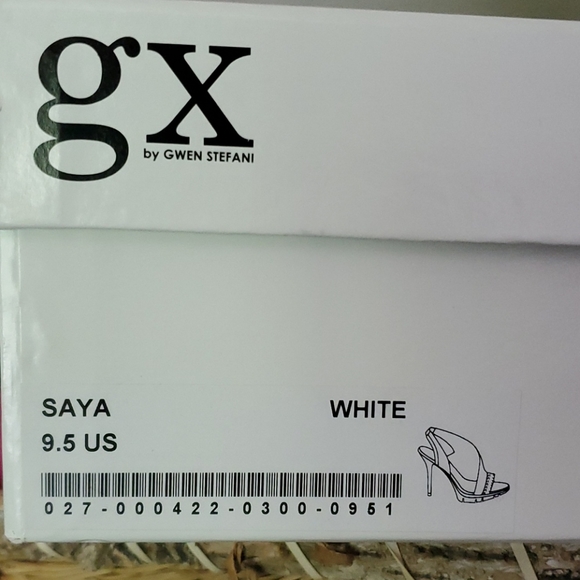 gx
by GWEN STEFANI
SAYA WHITE
9.5 US
027-000422-0300-0951